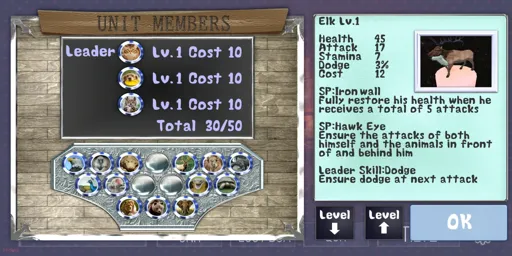 UNIT MEMBERS
Leader Lv.1 Cost 10
Lv.1 Cost 10
Lv.1 Cost 10
Total 30/50
Elk Lv.1
Health 45
Attack 17
Stamina 7
Dodge 3%
Cost 12
SP:Iron wall
Fully restore his health when he
receives a total of 5 attacks
SP:Hawk Eye
Ensure the attacks of both
himself and the animals in front
of and behind him
Leader Skill:Dodge
Ensure dodge at next attack
Level
Level
OK